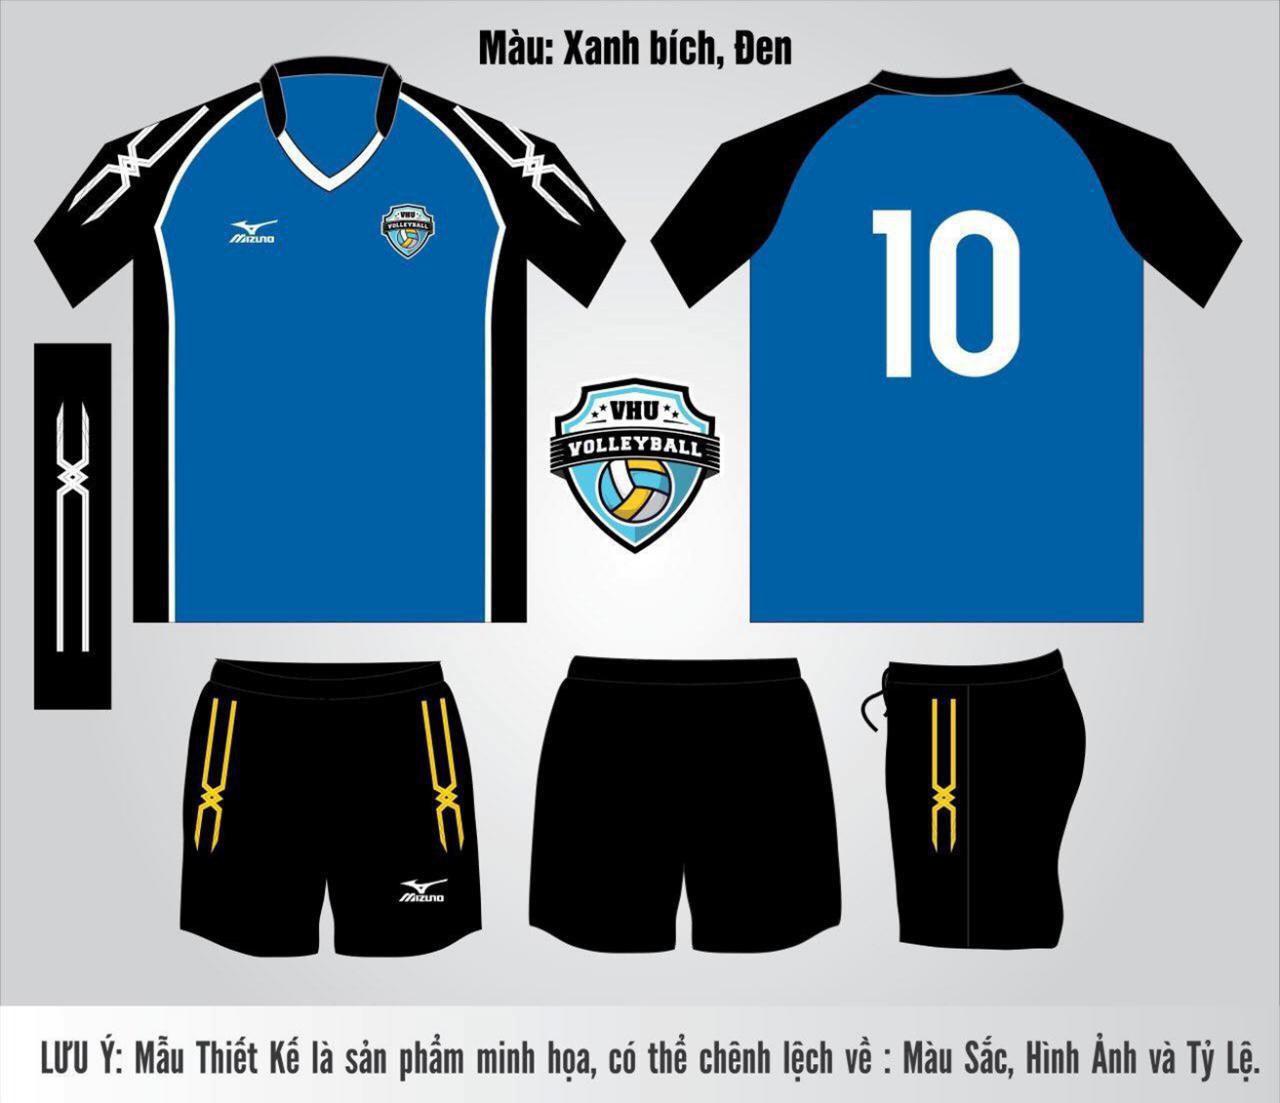 Màu: Xanh bích, Đen
MIZUNO
VHU
VOLLEYBALL
10
VHU
VOLLEYBALL
MIZUNO
LƯU Ý: Mẫu Thiết Kế là sản phẩm minh họa, có thể chênh lệch về : Màu Sắc, Hình Ảnh và Tỷ Lệ.